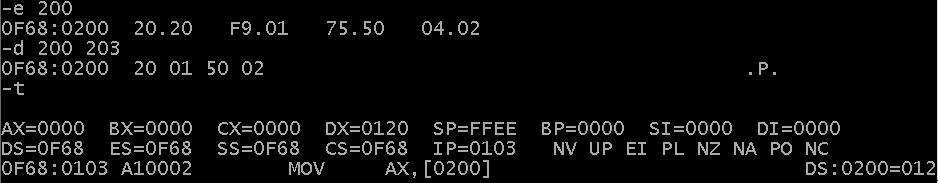 -e 200
0F68:0200  20.20   F9.01   75.50   04.02
-d 200 203
0F68:0200  20 01 50 02                                         .P.
-t
AX=0000  BX=0000  CX=0000  DX=0120  SP=FFEE  BP=0000  SI=0000  DI=0000
DS=0F68  ES=0F68  SS=0F68  CS=0F68  IP=0103   NV UP EI PL NZ NA PO NC
0F68:0103 A10002        MOV     AX,[0200]                          DS:0200=012